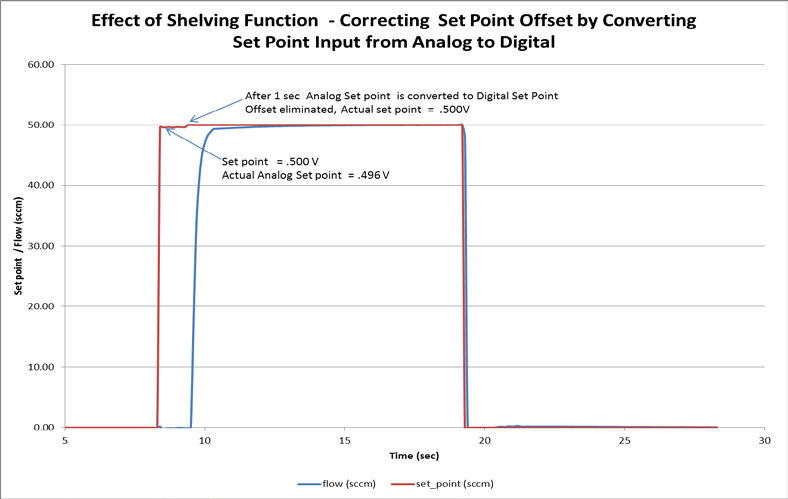 Effect of Shelving Function - Correcting Set Point Offset by Converting
Set Point Input from Analog to Digital
60.00
50.00
40.00
30.00
20.00
10.00
0.00
Set point / Flow (sccm)
After 1 sec Analog Set point is converted to Digital Set Point
Offset eliminated, Actual set point = .500V
Set point = .500 V
Actual Analog Set point = .496 V
5
10
15
20
25
30
Time (sec)
flow (sccm)
set_point (sccm)